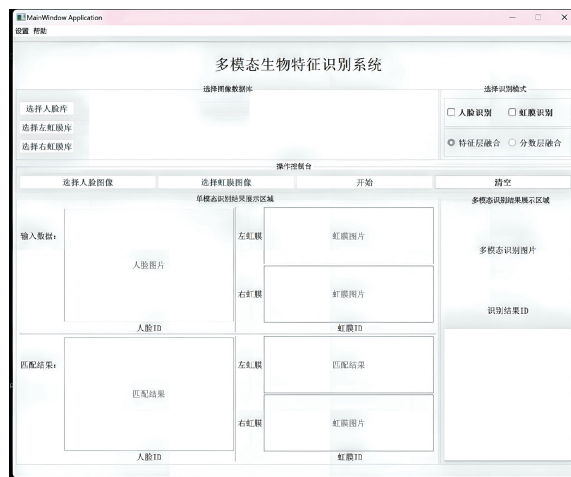 MainWindow Application
设置 帮助
多模态生物特征识别系统
选择图像数据库
选择识别模式
选择人脸库
选择左虹膜库
选择右虹膜库
人脸识别 虹膜识别
特征层融合 分数层融合
操作控制台
选择人脸图像 选择虹膜图像 开始 清空
单模态识别结果展示区域
多模态识别结果展示区域
输入数据：
人脸图片
左虹膜
虹膜图片
右虹膜
虹膜图片
人脸ID
虹膜ID
多模态识别图片
识别结果ID
匹配结果：
匹配结果
左虹膜
匹配结果
右虹膜
虹膜图片
人脸ID
虹膜ID